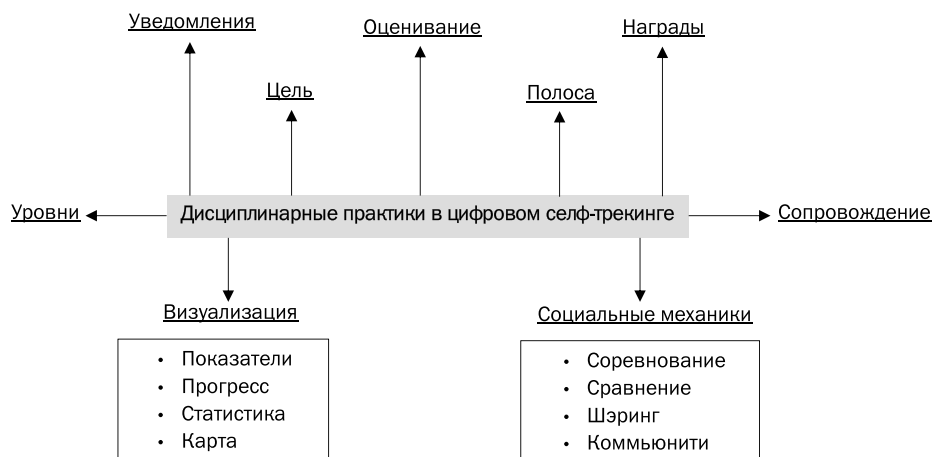 Уведомления
Оценивание
Награды
Цель
Полоса
Уровни
Дисциплинарные практики в цифровом селф-трекинге
Сопровождение
Визуализация
Социальные механики
• Показатели
• Прогресс
• Статистика
• Карта
• Соревнование
• Сравнение
• Шэринг
• Коммьюнити